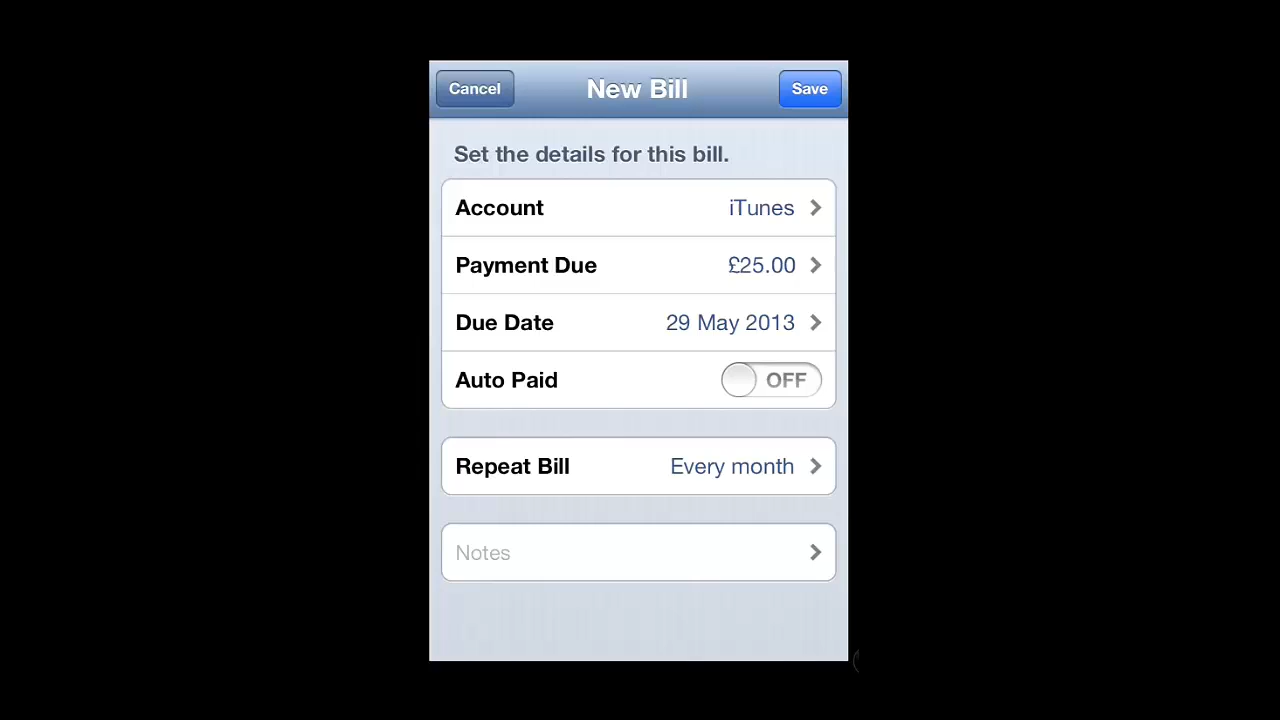 Cancel New Bill Save
Set the details for this bill.
Account iTunes
Payment Due £25.00
Due Date 29 May 2013
Auto Paid OFF
Repeat Bill Every month
Notes